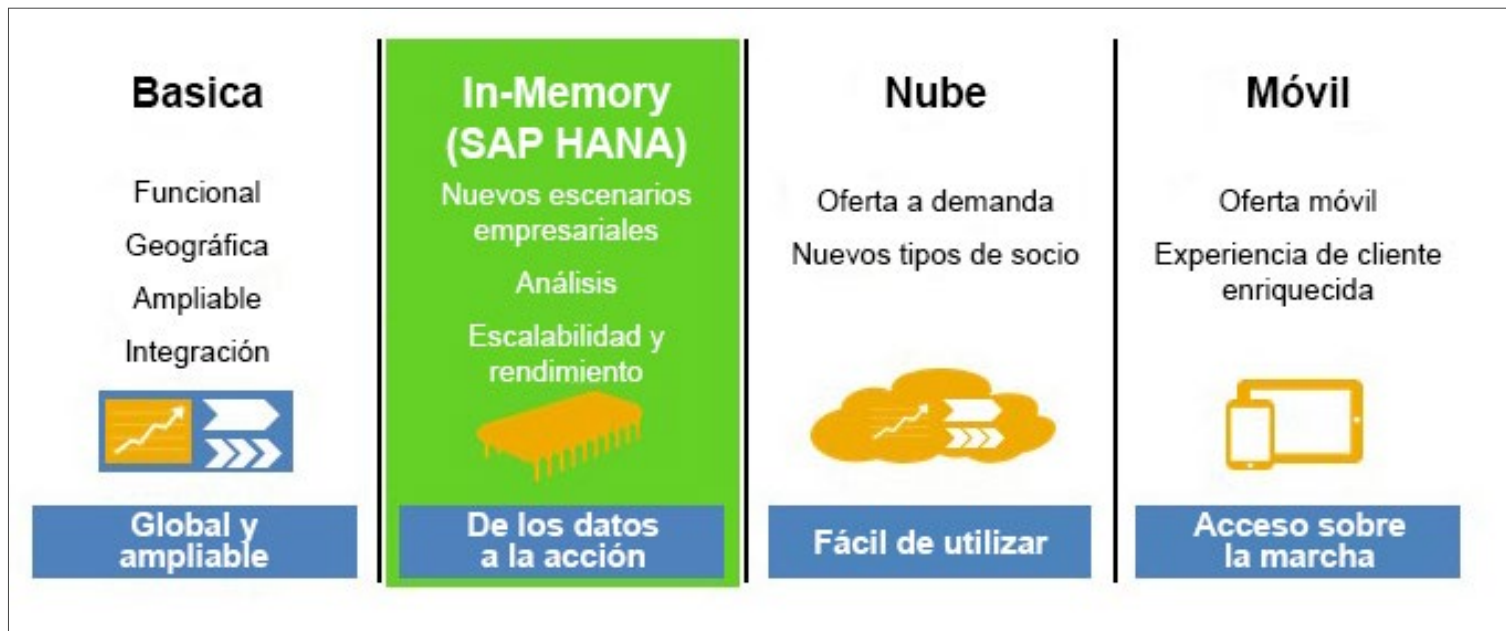 Basica
Funcional
Geográfica
Ampliable
Integración
Global y
ampliable
In-Memory
(SAP HANA)
Nuevos escenarios
empresariales
Análisis
Escalabilidad y
rendimiento
De los datos
a la acción
Nube
Oferta a demanda
Nuevos tipos de socio
Fácil de utilizar
Móvil
Oferta móvil
Experiencia de cliente
enriquecida
Acceso sobre
la marcha